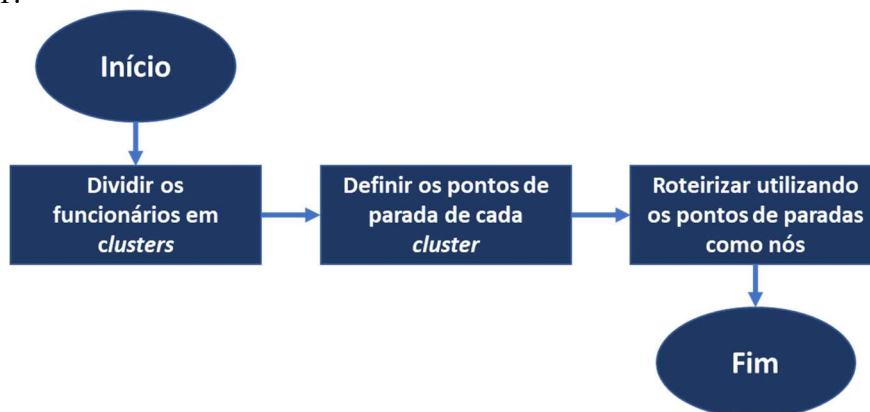 Início
Dividir os
funcionários em
clusters
Definir os pontos de
parada de cada
cluster
Roteirizar utilizando
os pontos de paradas
como nós
Fim